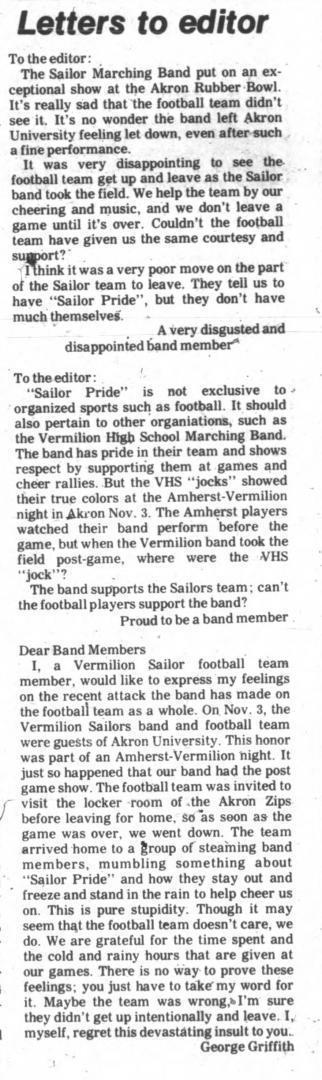 Letters to editor
To the editor:
The Sailor Marching Band put on an ex-
ceptional show at the Akron Rubber Bowl.
It's really sad that the football team didn't
see it. It's no wonder the band left Akron
University feeling let down, even after such
a fine performance.
It was very disappointing to see the
football team get up and leave as the Sailor
band took the field. We help the team by our
cheering and music, and we don't leave a
game until it's over. Couldn't the football
team have given us the same courtesy and
support?
I think it was a very poor move on the part
of the Sailor team to leave. They tell us to
have "Sailor Pride", but they don't have
much themselves.
A very disgusted and
disappointed band member
To the editor:
"Sailor Pride" is not exclusive to
organized sports such as football. It should
also pertain to other organiations, such as
the Vermilion High School Marching Band.
The band has pride in their team and shows
respect by supporting them at games and
cheer rallies. But the VHS "jocks" showed
their true colors at the Amherst-Vermilion
night in Akron Nov. 3. The Amherst players
watched their band perform before the
game, but when the Vermilion band took the
field post-game, where were the VHS
"jock"?
The band supports the Sailors team; can't
the football players support the band?
Proud to be a band member
Dear Band Members
I, a Vermilion Sailor football team
member, would like to express my feelings
on the recent attack the band has made on
the football team as a whole. On Nov. 3, the
Vermilion Sailors band and football team
were guests of Akron University. This honor
was part of an Amherst-Vermilion night. It
just so happened that our band had the post
game show. The football team was invited to
visit the locker room of the Akron Zips
before leaving for home, so as soon as the
game was over, we went down. The team
arrived home to a group of steaming band
members, mumbling something about
"Sailor Pride" and how they stay out and
freeze and stand in the rain to help cheer us
on. This is pure stupidity. Though it may
seem that the football team doesn't care, we
do. We are grateful for the time spent and
the cold and rainy hours that are given at
our games. There is no way to prove these
feelings; you just have to take my word for
it. Maybe the team was wrong, I'm sure
they didn't get up intentionally and leave. I,
myself, regret this devastating insult to you.
George Griffith